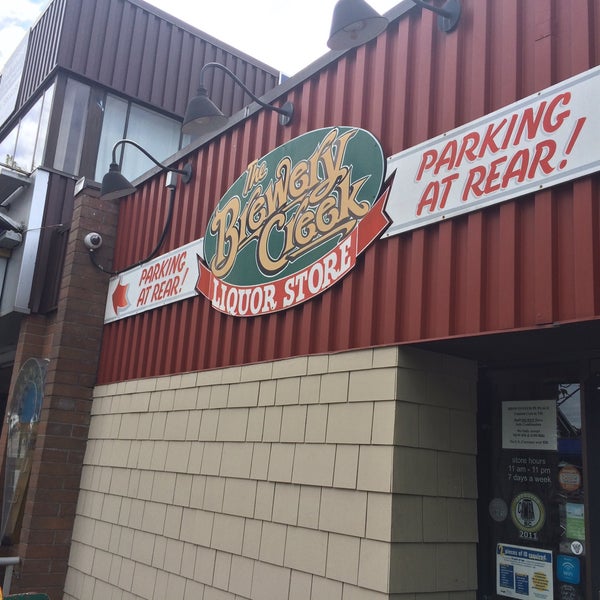 The
Brewery
Creek
LIQUOR STORE
PARKING
AT REAR!
PARKING
AT REAR!
store hours
11 am - 11 pm
7 days a week
2011